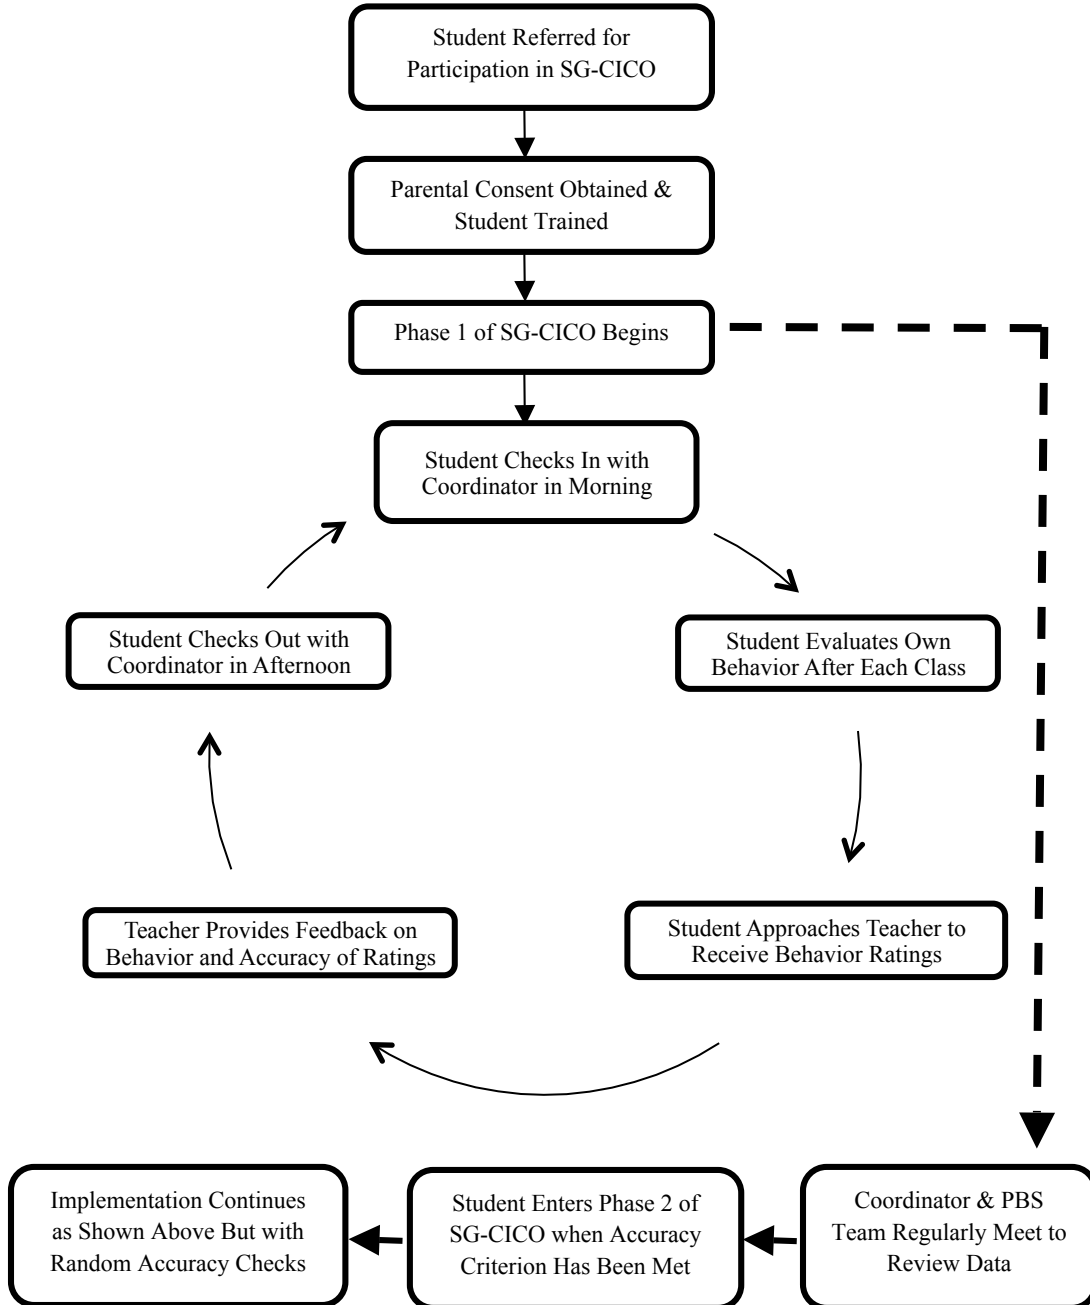 Student Referred for
Participation in SG-CICO
Parental Consent Obtained &
Student Trained
Phase 1 of SG-CICO Begins
Student Checks In with
Coordinator in Morning
Student Checks Out with
Coordinator in Afternoon
Student Evaluates Own
Behavior After Each Class
Teacher Provides Feedback on
Behavior and Accuracy of Ratings
Student Approaches Teacher to
Receive Behavior Ratings
Implementation Continues
as Shown Above But with
Random Accuracy Checks
Student Enters Phase 2 of
SG-CICO when Accuracy
Criterion Has Been Met
Coordinator & PBS
Team Regularly Meet to
Review Data